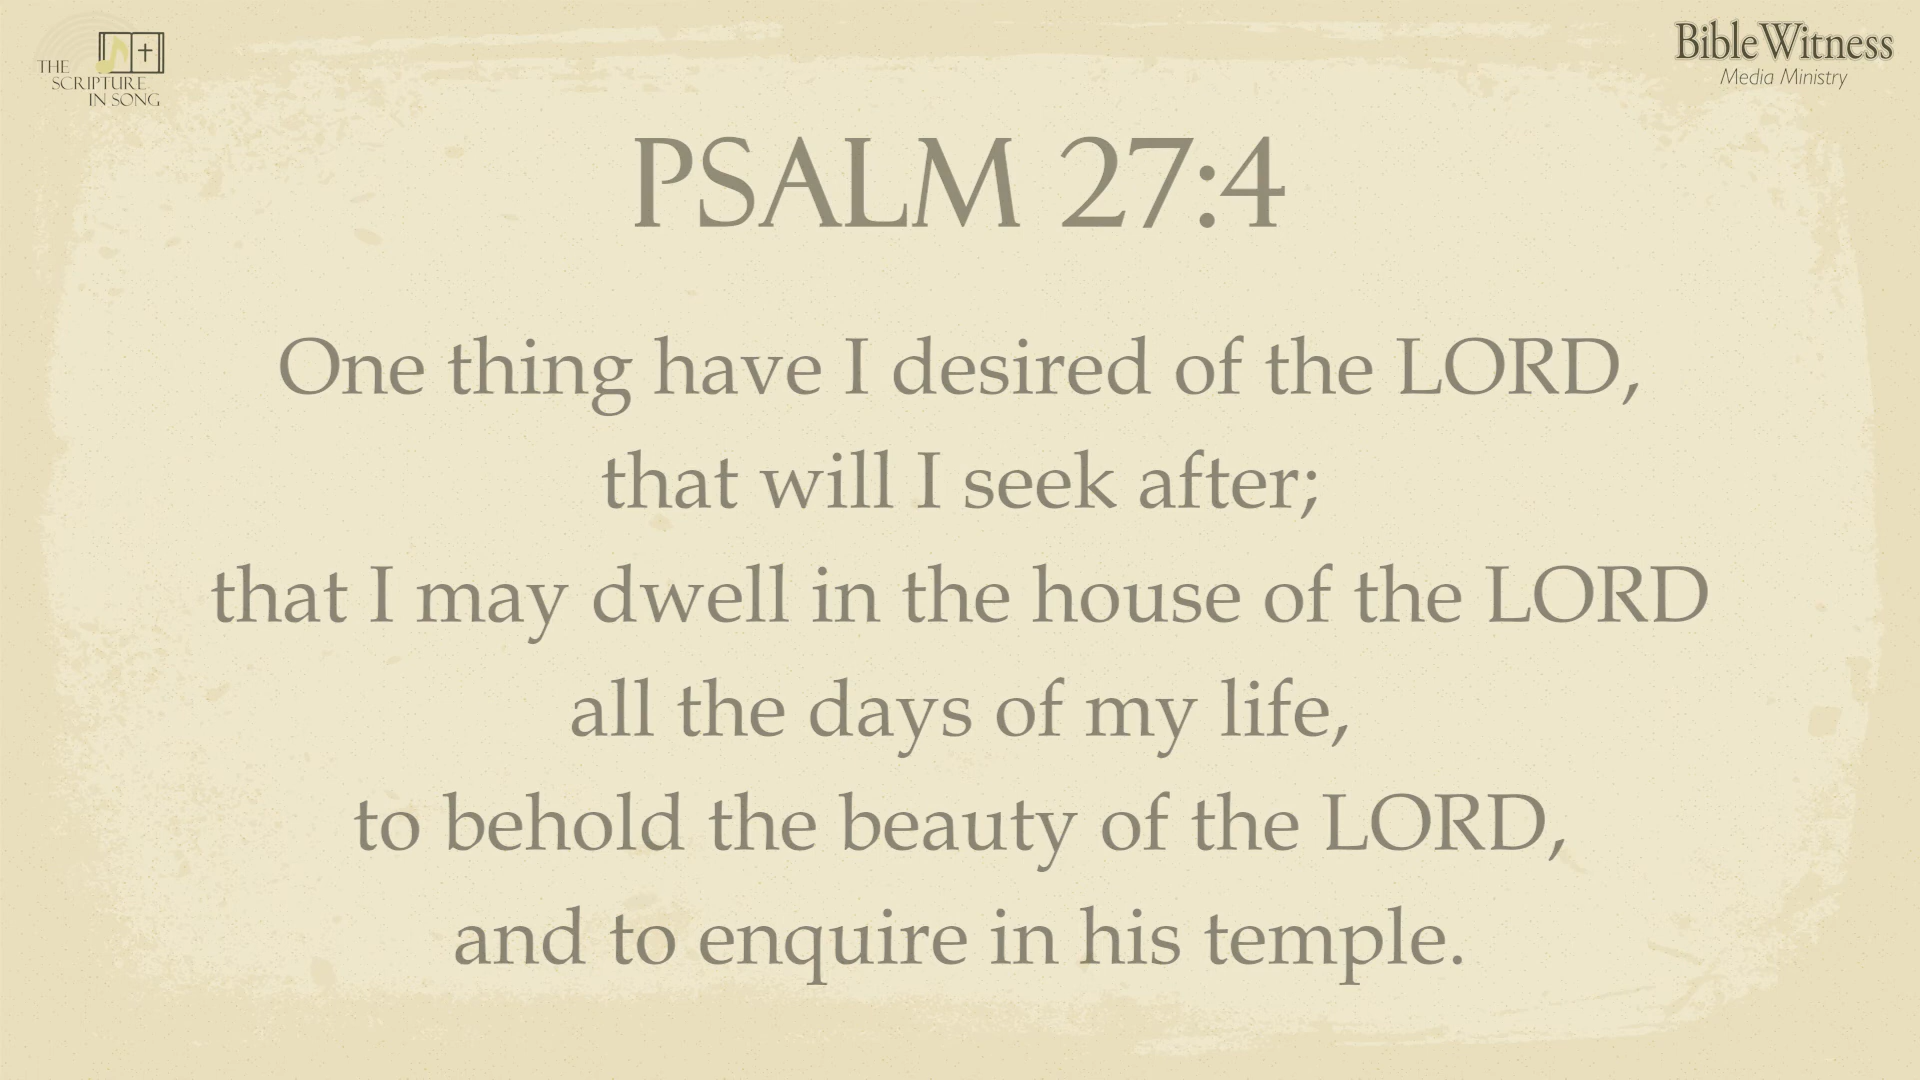 THE
SCRIPTURE
IN SONG
BibleWitness
Media Ministry
PSALM 27:4
One thing have I desired of the LORD,
that will I seek after;
that I may dwell in the house of the LORD
all the days of my life,
to behold the beauty of the LORD,
and to enquire in his temple.